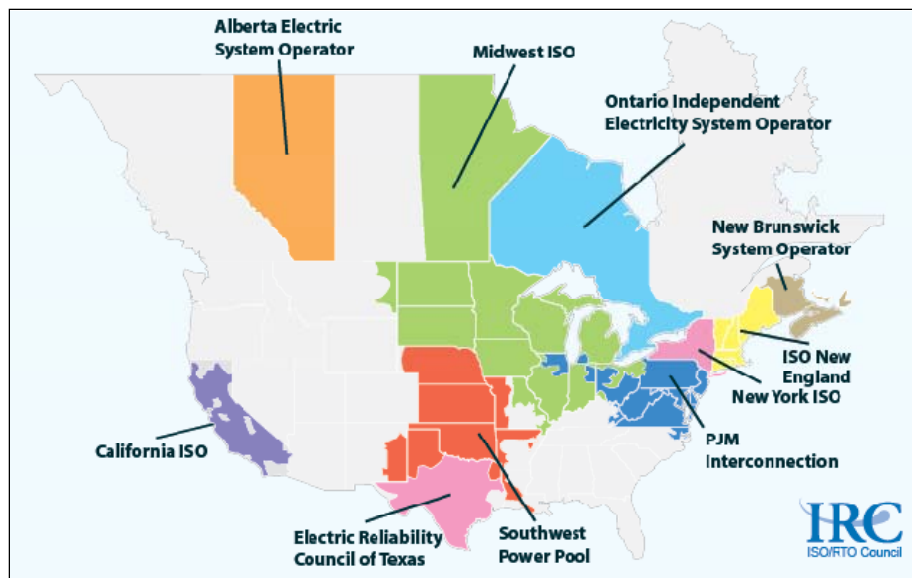 Alberta Electric
System Operator
Midwest ISO
Ontario Independent
Electricity System Operator
New Brunswick
System Operator
ISO New
England
New York ISO
PJM
Interconnection
California ISO
Electric Reliability
Council of Texas
Southwest
Power Pool
IRC
ISO/RTO Council